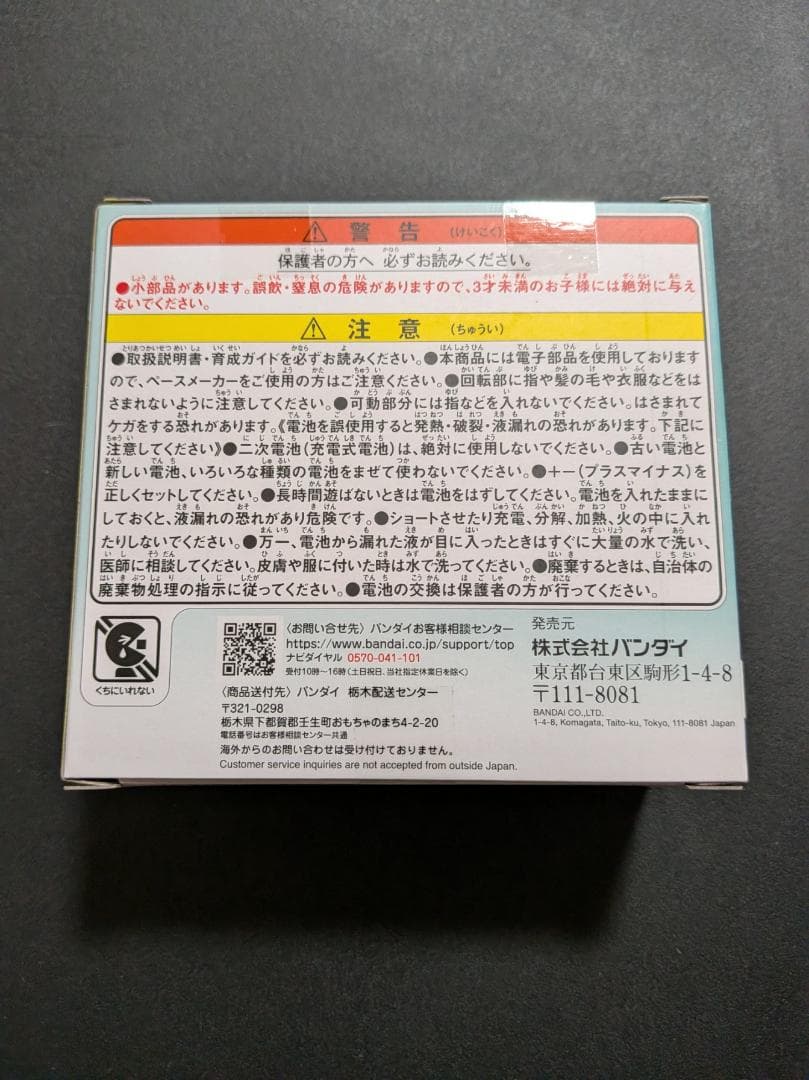 ⚠ 警告 (けいこく)
保護者の方へ 必ずお読みください。
●小部品があります。誤飲・窒息の危険がありますので、3才未満のお子様には絶対に与え
ないでください。
⚠ 注意 (ちゅうい)
●取扱説明書・育成ガイドを必ずお読みください。●本商品には電子部品を使用しております
ので、ペースメーカーをご使用の方はご注意ください。●回転部に指や髪の毛や衣服などをは
さまれないように注意してください。●可動部分には指などを入れないでください。はさまれて
ケガをする恐れがあります。《電池を誤使用すると発熱・破裂・液漏れの恐れがあります。下記に
注意してください》●二次電池(充電式電池)は、絶対に使用しないでください。●古い電池と
新しい電池、いろいろな種類の電池をまぜて使わないでください。●+−(プラスマイナス)を
正しくセットしてください。●長時間遊ばないときは電池をはずしてください。電池を入れたままに
しておくと、液漏れの恐れがあり危険です。●ショートさせたり充電、分解、加熱、火の中に入れ
たりしないでください。●万一、電池から漏れた液が目に入ったときはすぐに大量の水で洗い、
医師に相談してください。皮膚や服に付いた時は水で洗ってください。●廃棄するときは、自治体の
廃棄物処理の指示に従ってください。●電池の交換は保護者の方が行ってください。
くちにいれない
〈お問い合せ先〉バンダイお客様相談センター
https://www.bandai.co.jp/support/top
ナビダイヤル 0570-041-101
受付10時〜16時(土日祝日、当社指定休業日を除く)
〈商品送付先〉バンダイ 栃木配送センター
〒321-0298
栃木県下都賀郡壬生町おもちゃのまち4-2-20
電話番号はお客様相談センター共通
海外からのお問い合わせは受け付けておりません。
Customer service inquiries are not accepted from outside Japan.
発売元
株式会社バンダイ
東京都台東区駒形1-4-8
〒111-8081
BANDAI CO.,LTD.
1-4-8, Komagata, Taito-ku, Tokyo, 111-8081 Japan